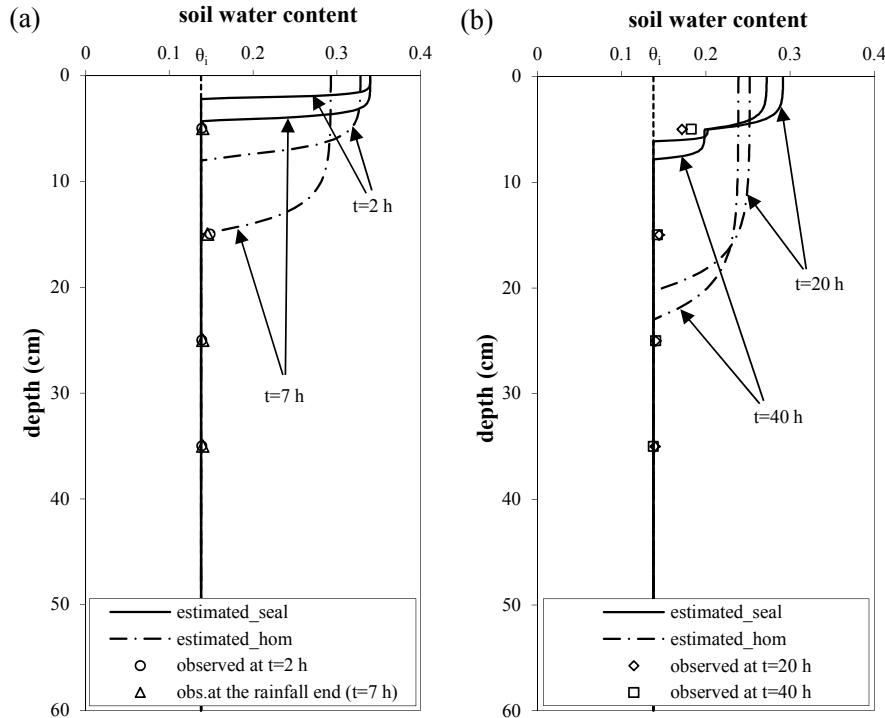 (a)
soil water content
0
0.1
θi
0.2
0.3
0.4
0
10
20
30
40
50
60
depth (cm)
t=2 h
t=7 h
estimated_seal
estimated_hom
observed at t=2 h
obs.at the rainfall end (t=7 h)
(b)
soil water content
0
0.1
θi
0.2
0.3
0.4
0
10
20
30
40
50
60
depth (cm)
t=20 h
t=40 h
estimated_seal
estimated_hom
observed at t=20 h
observed at t=40 h